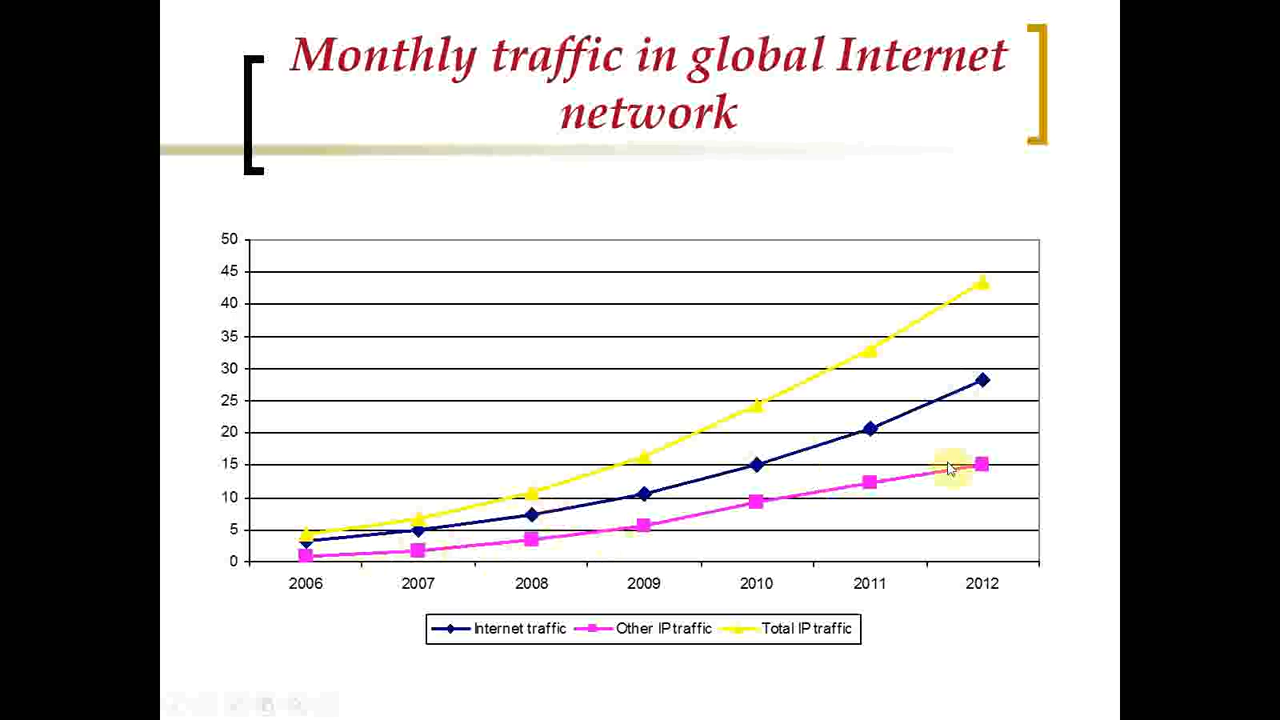 Monthly traffic in global Internet
network
50
45
40
35
30
25
20
15
10
5
0
2006 2007 2008 2009 2010 2011 2012
Internet traffic Other IP traffic Total IP traffic